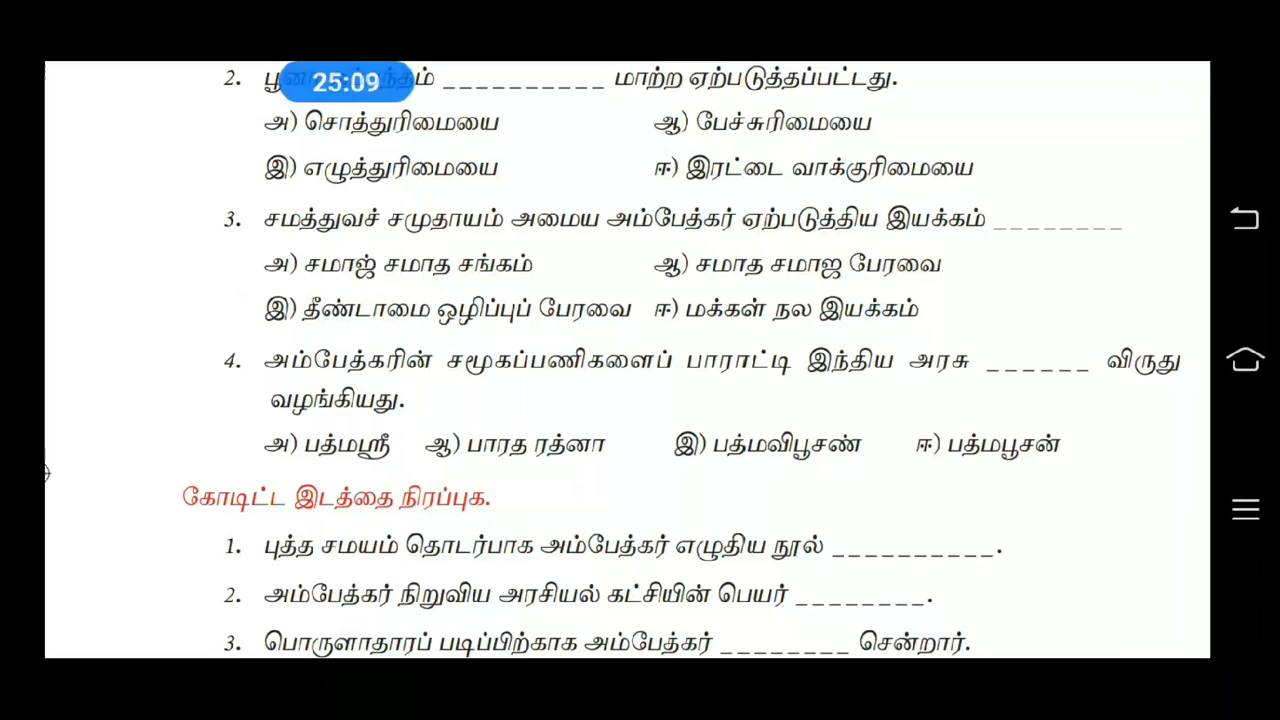 2. மாற்ற ஏற்படுத்தப்பட்டது.
25:09
அ) சொத்துரிமையை ஆ) பேச்சுரிமையை
இ) எழுத்துரிமையை ஈ) இரட்டை வாக்குரிமையை
3. சமத்துவச் சமுதாயம் அமைய அம்பேத்கர் ஏற்படுத்திய இயக்கம் ________
அ) சமாஜ் சமாத சங்கம் ஆ) சமாத சமாஜ பேரவை
இ) தீண்டாமை ஒழிப்புப் பேரவை ஈ) மக்கள் நல இயக்கம்
4. அம்பேத்கரின் சமூகப்பணிகளைப் பாராட்டி இந்திய அரசு ______ விருது
வழங்கியது.
அ) பத்மஸ்ரீ ஆ) பாரத ரத்னா இ) பத்மவிபூசண் ஈ) பத்மபூசன்
கோடிட்ட இடத்தை நிரப்புக.
1. புத்த சமயம் தொடர்பாக அம்பேத்கர் எழுதிய நூல் __________.
2. அம்பேத்கர் நிறுவிய அரசியல் கட்சியின் பெயர் ________.
3. பொருளாதாரப் படிப்பிற்காக அம்பேத்கர் ________ சென்றார்.